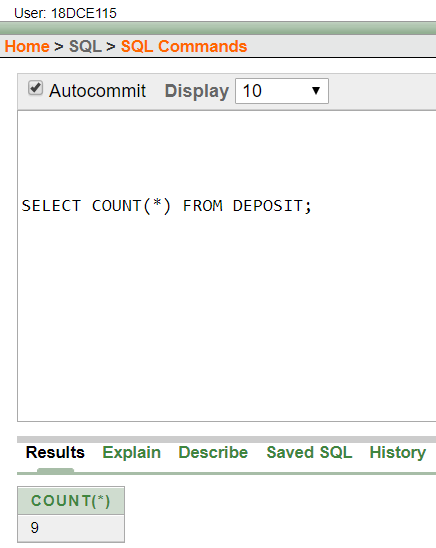 User: 18DCE115
Home > SQL > SQL Commands
Autocommit Display 10
SELECT COUNT(*) FROM DEPOSIT;
Results Explain Describe Saved SQL History
COUNT(*)
9